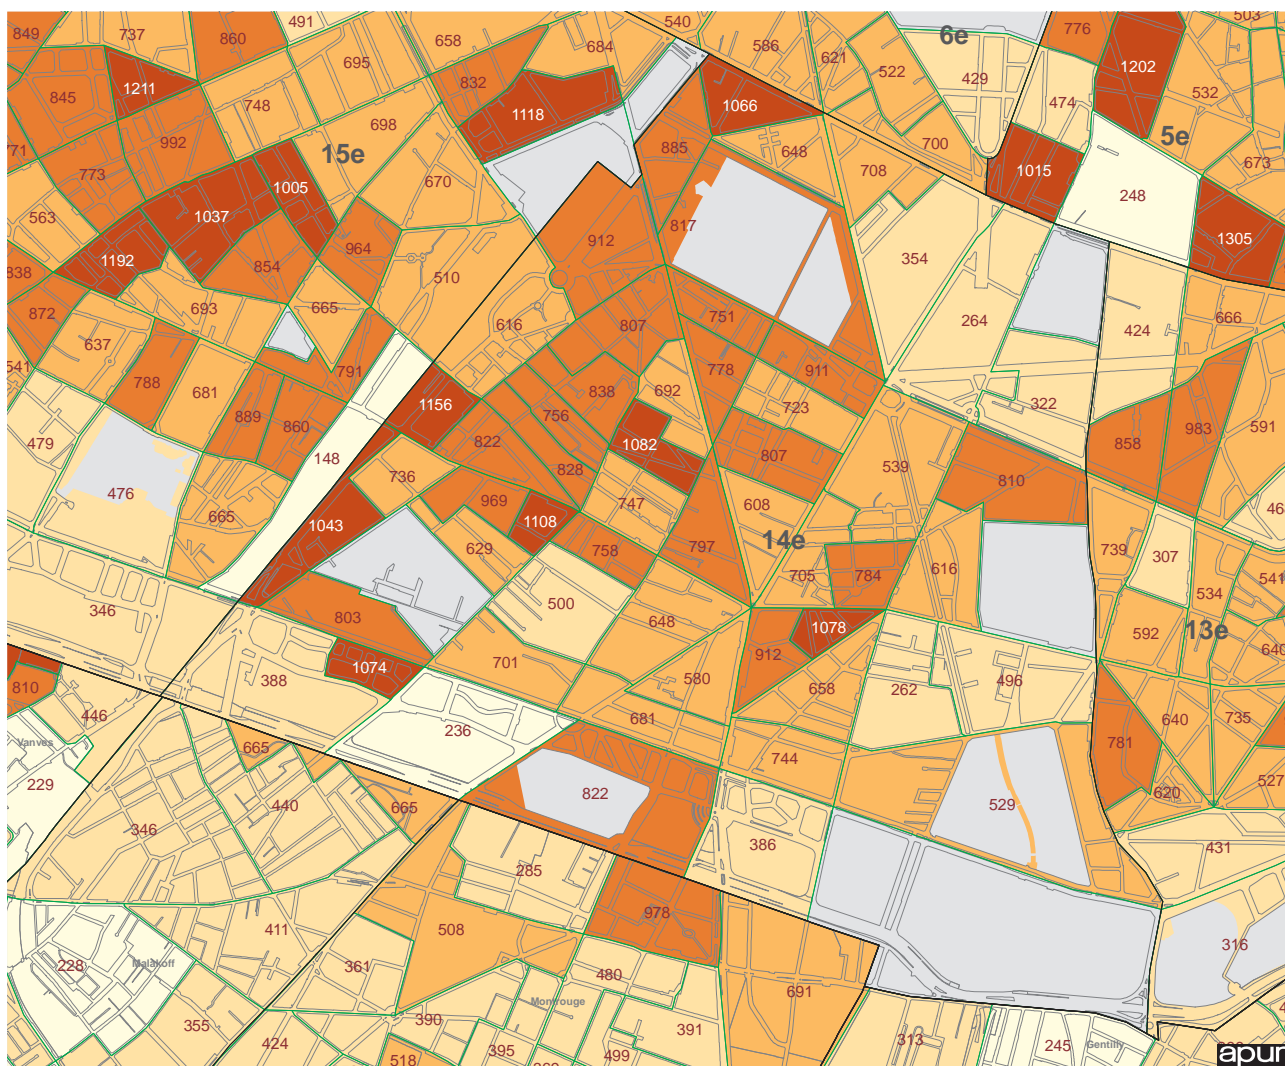 849 737 860 491 658 684 540 586 621 522 6e 429 776 1202 503
845 1211 748 695 832 1118 1066 474 532 5e
771 992 698 15e 885 648 700 673
773 1005 670 708 1015 248
563 1037 912 817 354 1305
838 1192 854 964 510
872 693 665 616 807 751 264 424 666
541 637 788 681 791 778 911
479 889 860 1156 838 692 723 322
822 756 1082 807 858 983 591
148 828 539 810
476 736 969 747 608 464
665 1043 1108 758 797 14e 739 307
629 705 784 616 534 541
346 803 500 648 1078 592 13e
810 388 1074 701 912 496 640
580 658 262
446 681 640 735
Vanves 665 236 744 781
229 440 665 822 529 620 527
346 285 386 431
411 508 978
228 Malakoff 361 480 691 316
355 390 Montrouge 391
424 518 395 499 313 245 Gentilly
apur